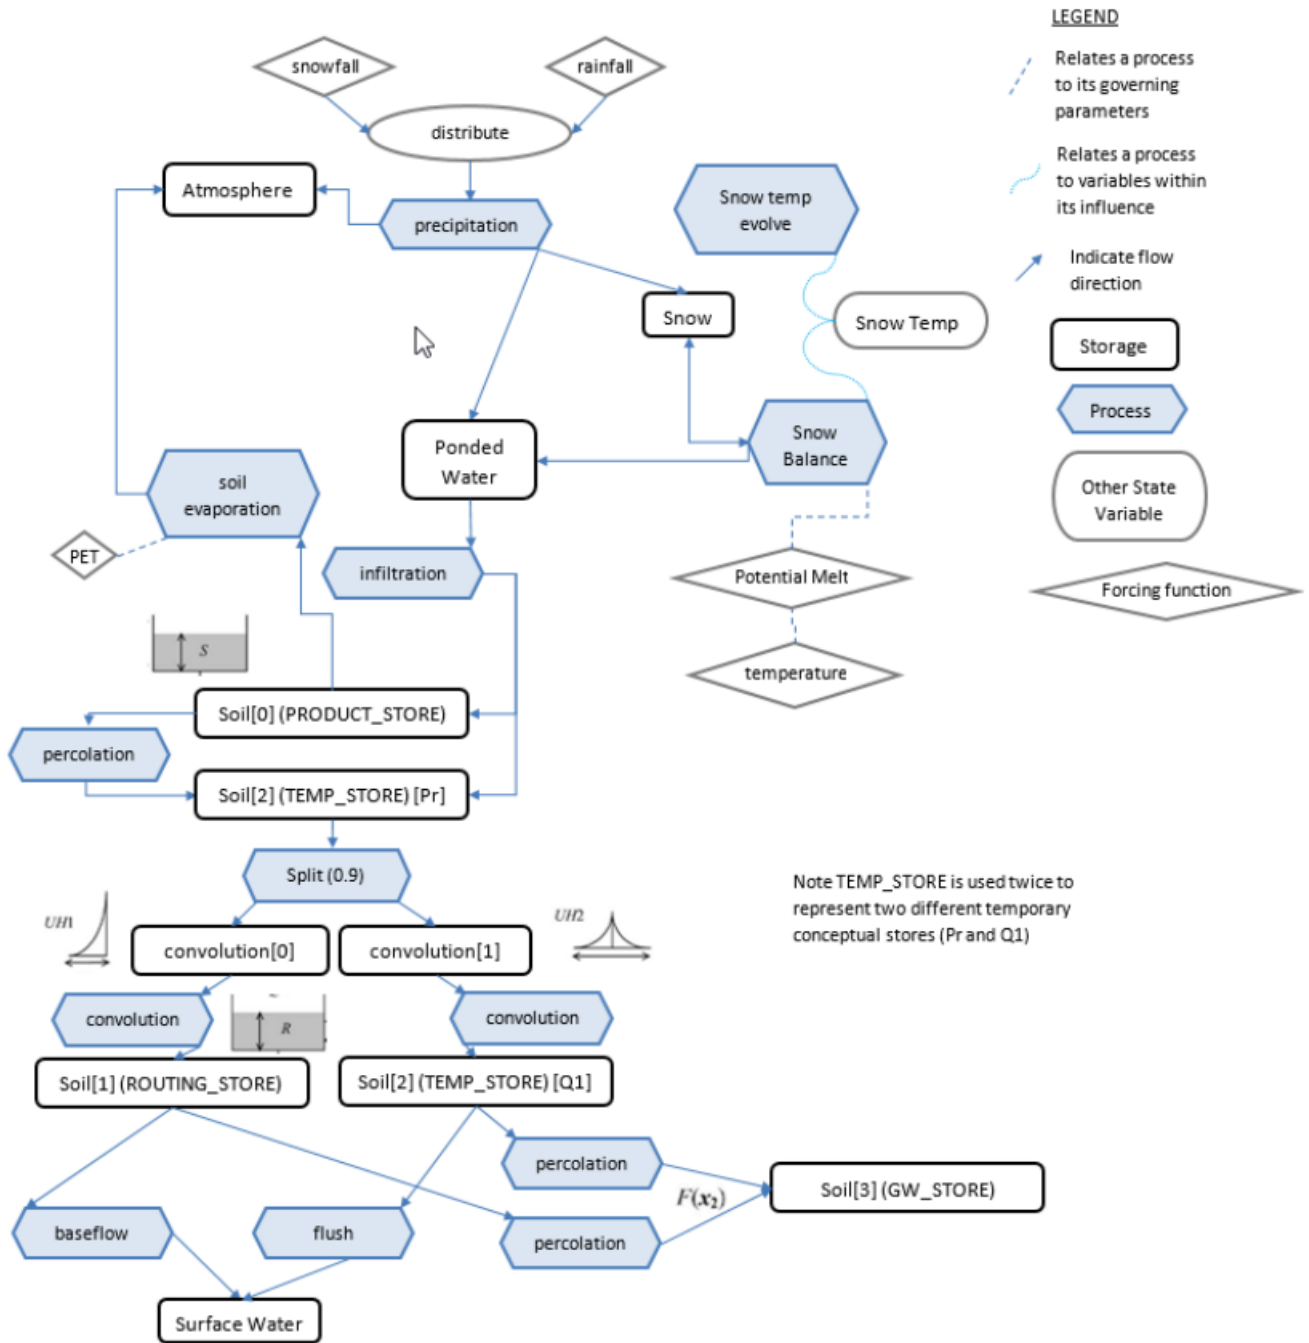 LEGEND
snowfall
rainfall
Relates a process
to its governing
parameters
distribute
Relates a process
to variables within
its influence
Atmosphere
Snow temp
evolve
precipitation
Indicate flow
direction
Snow
Snow Temp
Storage
Process
Snow
Balance
Ponded
Water
soil
evaporation
Other State
Variable
PET
infiltration
Potential Melt
Forcing function
S
temperature
Soil[0] (PRODUCT_STORE)
percolation
Soil[2] (TEMP_STORE) [Pr]
Split (0.9)
Note TEMP_STORE is used twice to
represent two different temporary
conceptual stores (Pr and Q1)
UH1
UH2
convolution[0]
convolution[1]
convolution
R
convolution
Soil[1] (ROUTING_STORE)
Soil[2] (TEMP_STORE) [Q1]
percolation
F(x₂)
Soil[3] (GW_STORE)
baseflow
flush
percolation
Surface Water